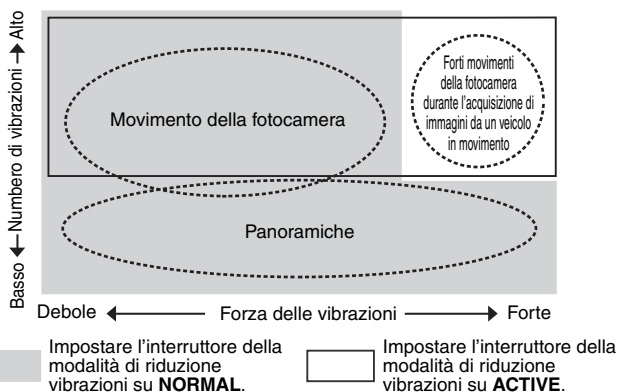 Basso ← Numbero di vibrazioni → Alto
Movimento della fotocamera
Forti movimenti
della fotocamera
durante l'acquisizione di
immagini da un veicolo
in movimento
Panoramiche
Debole ← Forza delle vibrazioni → Forte
Impostare l'interruttore della
modalità di riduzione
vibrazioni su NORMAL.
Impostare l'interruttore della
modalità di riduzione
vibrazioni su ACTIVE.